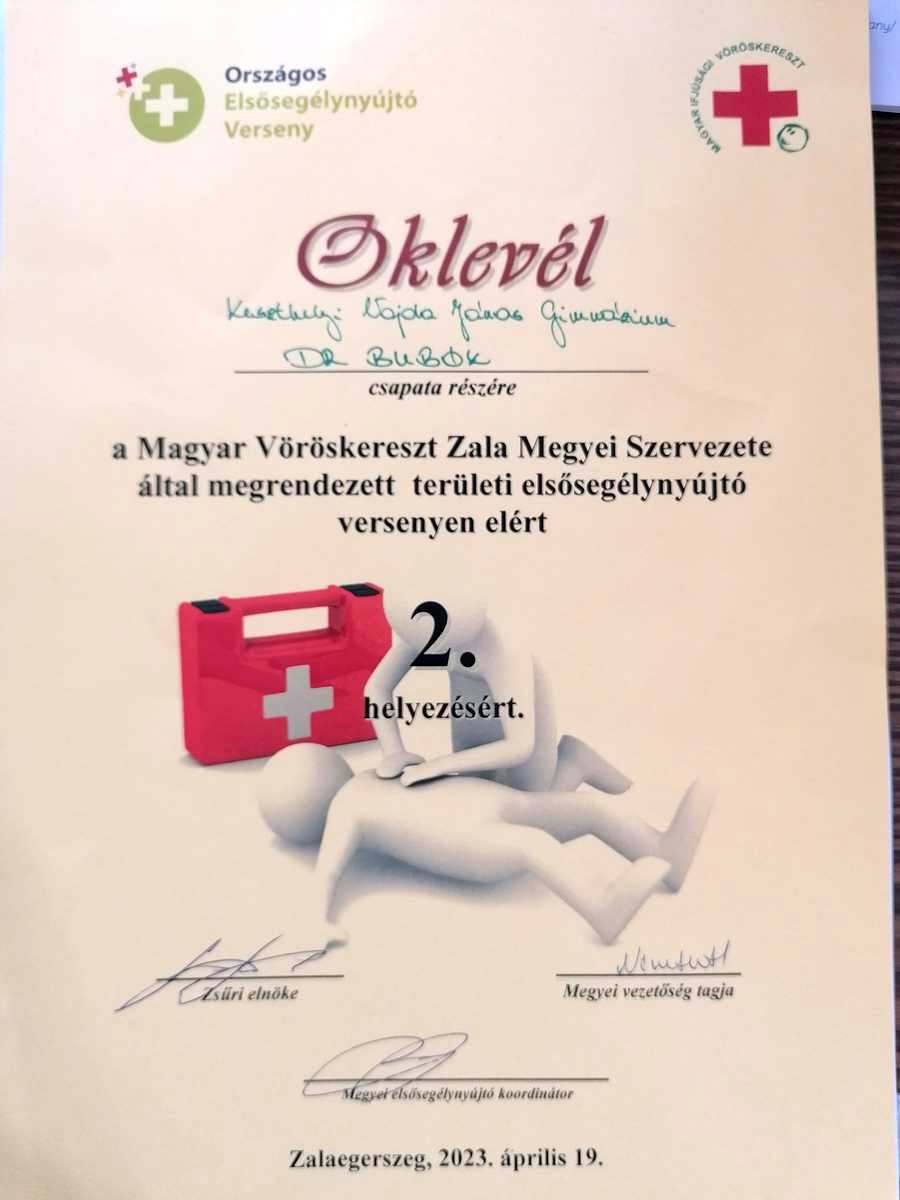 any/
Országos
Elsősegélynyújtó
Verseny
MAGYAR IFJÚSÁGI VÖRÖSKERESZT
Oklevél
Keszthelyi Vajda János Gimnázium
DR BUBÓK
csapata részére
a Magyar Vöröskereszt Zala Megyei Szervezete
által megrendezett területi elsősegélynyújtó
versenyen elért
2.
helyezésért.
Zsűri elnöke
Megyei vezetőség tagja
Megyei elsősegélynyújtó koordinátor
Zalaegerszeg, 2023. április 19.